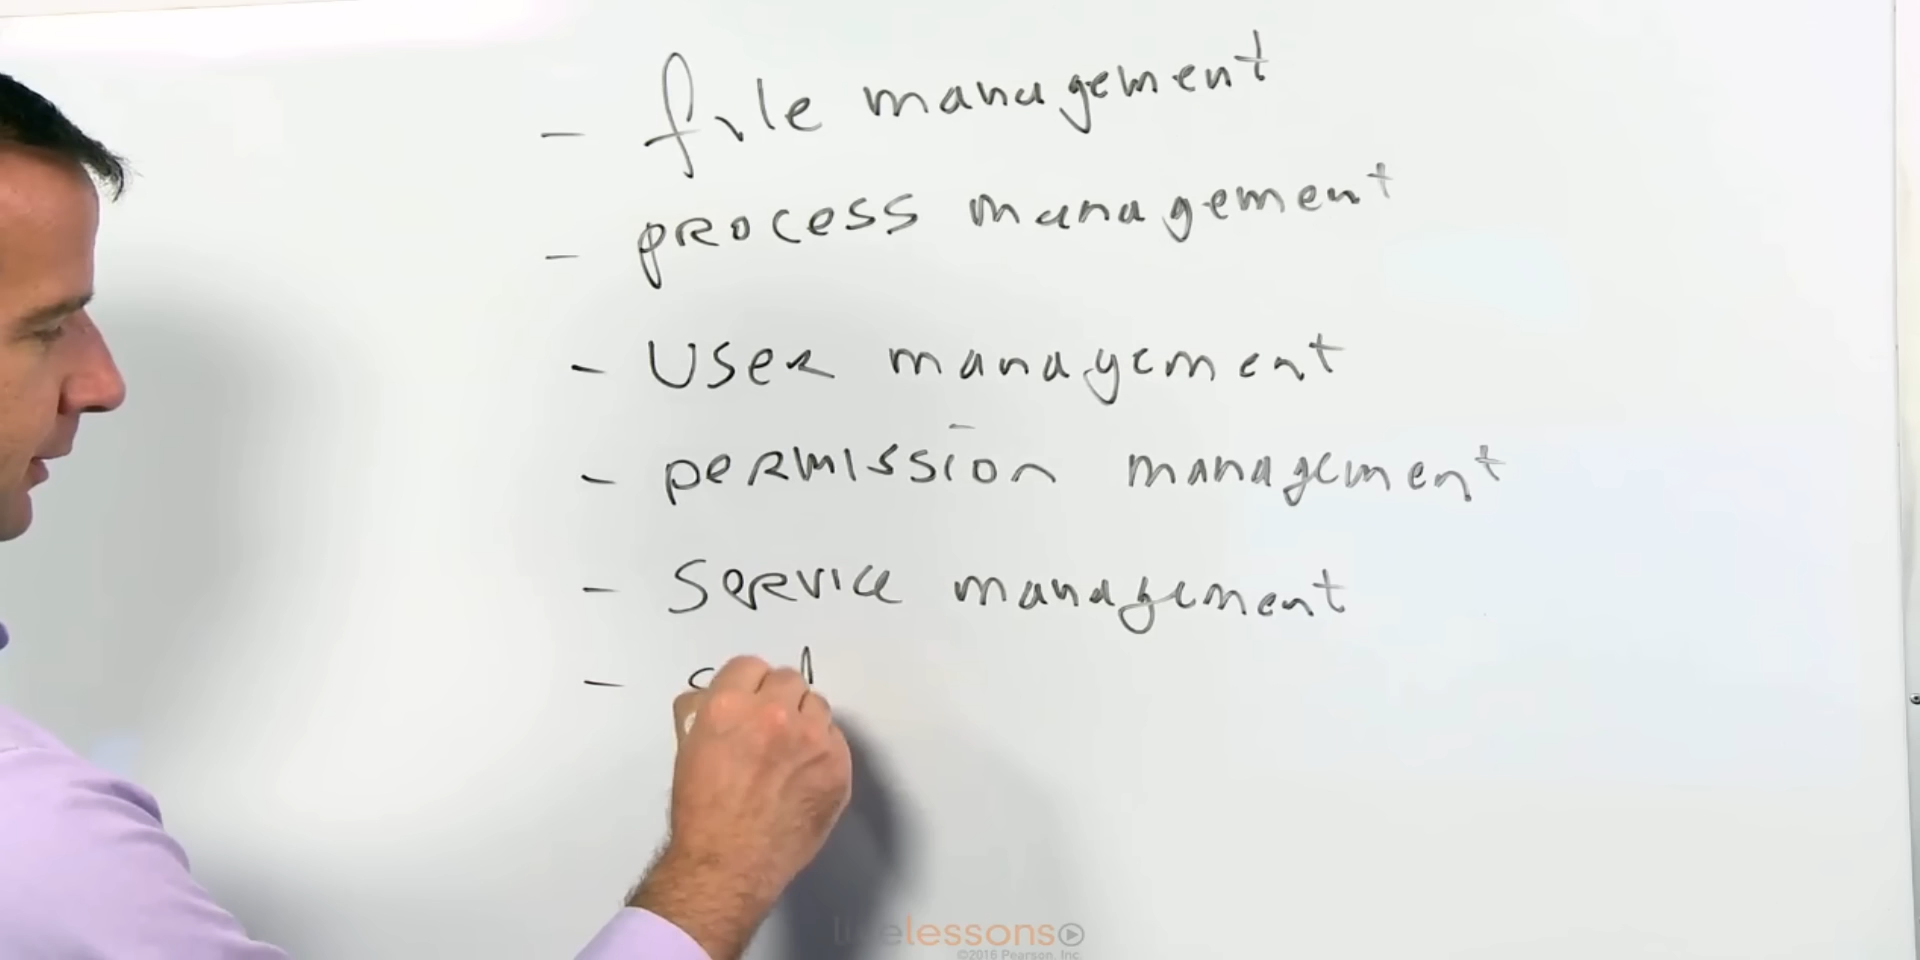 - file management
- process management
- User management
- permission management
- Service management
-
livelessons
©2016 Pearson, Inc.